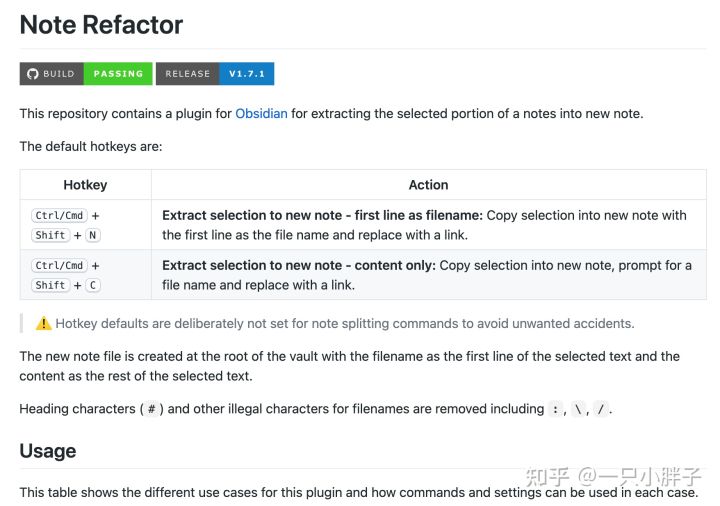 Note Refactor
BUILD PASSING RELEASE V1.7.1
This repository contains a plugin for Obsidian for extracting the selected portion of a notes into new note.
The default hotkeys are:
Hotkey Action
Ctrl/Cmd + Extract selection to new note - first line as filename: Copy selection into new note with
Shift + N the first line as the file name and replace with a link.
Ctrl/Cmd + Extract selection to new note - content only: Copy selection into new note, prompt for a
Shift + C file name and replace with a link.
⚠️ Hotkey defaults are deliberately not set for note splitting commands to avoid unwanted accidents.
The new note file is created at the root of the vault with the filename as the first line of the selected text and the
content as the rest of the selected text.
Heading characters ( # ) and other illegal characters for filenames are removed including : , \ , / .
Usage
知乎 @一只小胖子
This table shows the different use cases for this plugin and how commands and settings can be used in each case.